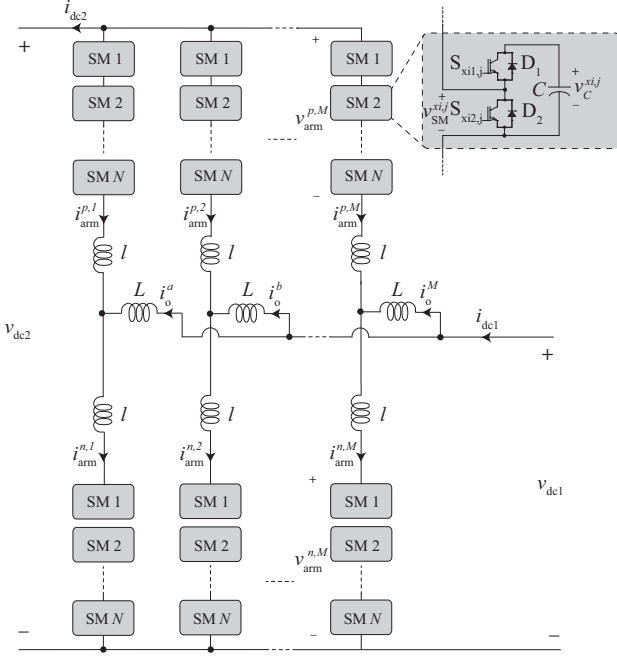 i_dc2
+ + 
SM 1 SM 1 SM 1
SM 2 SM 2 SM 2
SM N SM N SM N
v_arm^p,M
−
S_xi1,j D_1
C + v_C^xi,j −
+ v_SM^xi,j − S_xi2,j D_2
i_arm^p,1 i_arm^p,2 i_arm^p,M
l l l
L i_o^a L i_o^b L i_o^M
i_dc1
v_dc2 +
l l l
i_arm^n,1 i_arm^n,2 i_arm^n,M
+
SM 1 SM 1 SM 1
v_dc1
SM 2 SM 2 SM 2
v_arm^n,M
SM N SM N SM N
− − −